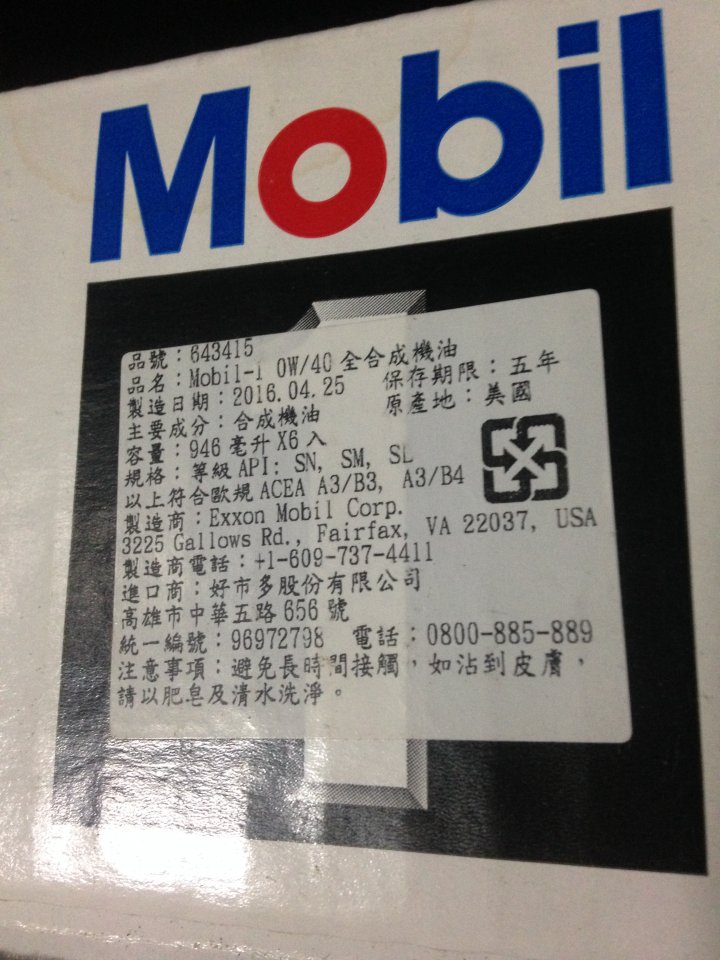 Mobil
品號：643415
品名：Mobil-1 0W/40 全合成機油
製造日期：2016.04.25 保存期限：五年
主要成分：合成機油 原產地：美國
容量：946 毫升 X6 入
規格：等級 API: SN, SM, SL
以上符合歐規 ACEA A3/B3, A3/B4
製造商：Exxon Mobil Corp.
3225 Gallows Rd., Fairfax, VA 22037, USA
製造商電話：+1-609-737-4411
進口商：好市多股份有限公司
高雄市中華五路 656 號
統一編號：96972798 電話：0800-885-889
注意事項：避免長時間接觸，如沾到皮膚，
請以肥皂及清水洗淨。